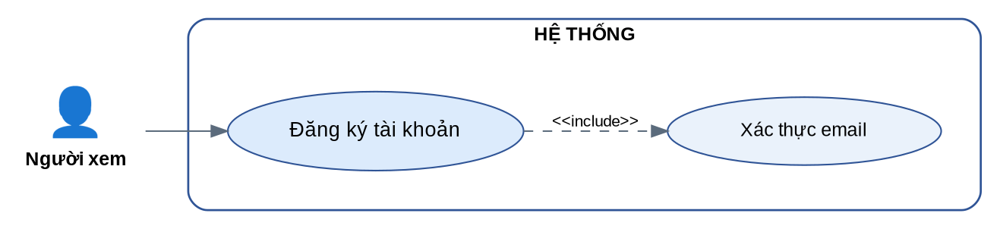 HỆ THỐNG
Người xem
Đăng ký tài khoản
<<include>>
Xác thực email